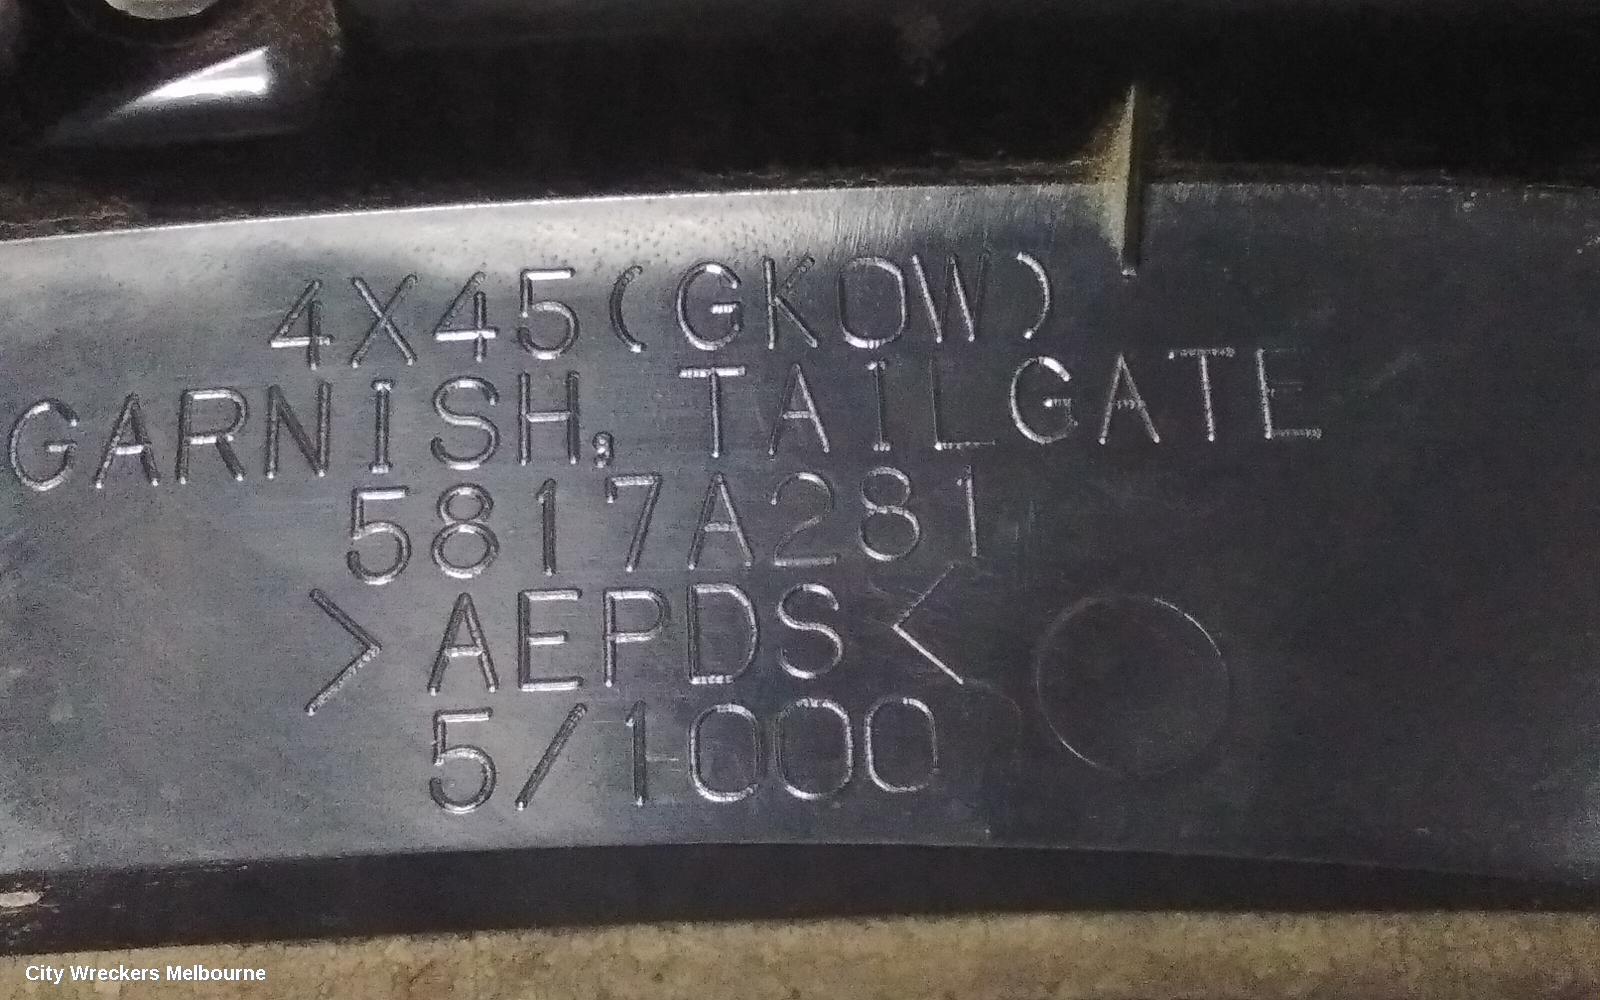 4X45(GKOW)
GARNISH, TAILGATE
5817A281
>AEPDS<
5/1000
City Wreckers Melbourne